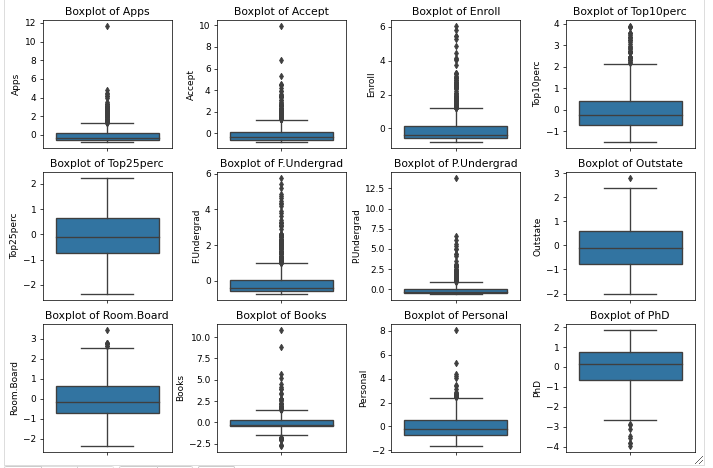 Boxplot of Apps
Boxplot of Accept
Boxplot of Enroll
Boxplot of Top10perc
12
10
8
6
4
2
0
Apps
10
8
6
4
2
0
Accept
6
4
2
0
Enroll
4
3
2
1
0
−1
Top10perc
Boxplot of Top25perc
Boxplot of F.Undergrad
Boxplot of P.Undergrad
Boxplot of Outstate
2
1
0
−1
−2
Top25perc
6
4
2
0
F.Undergrad
12.5
10.0
7.5
5.0
2.5
0.0
P.Undergrad
3
2
1
0
−1
−2
Outstate
Boxplot of Room.Board
Boxplot of Books
Boxplot of Personal
Boxplot of PhD
3
2
1
0
−1
−2
Room.Board
10.0
7.5
5.0
2.5
0.0
−2.5
Books
8
6
4
2
0
−2
Personal
2
1
0
−1
−2
−3
−4
PhD